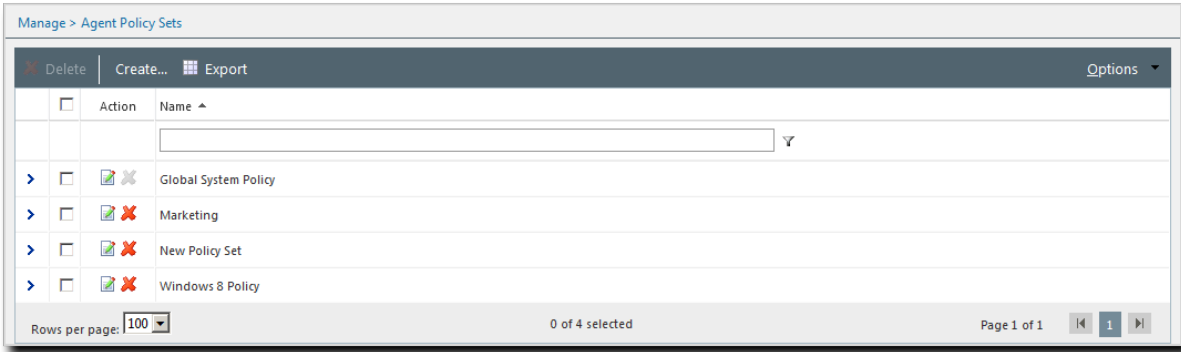 Manage > Agent Policy Sets
Delete Create... Export Options
Action Name
Global System Policy
Marketing
New Policy Set
Windows 8 Policy
Rows per page: 100 0 of 4 selected Page 1 of 1 1